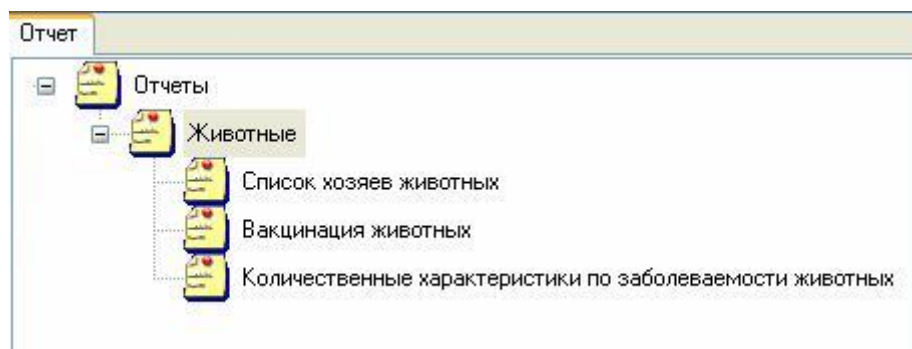 Отчет
Отчеты
Животные
Список хозяев животных
Вакцинация животных
Количественные характеристики по заболеваемости животных